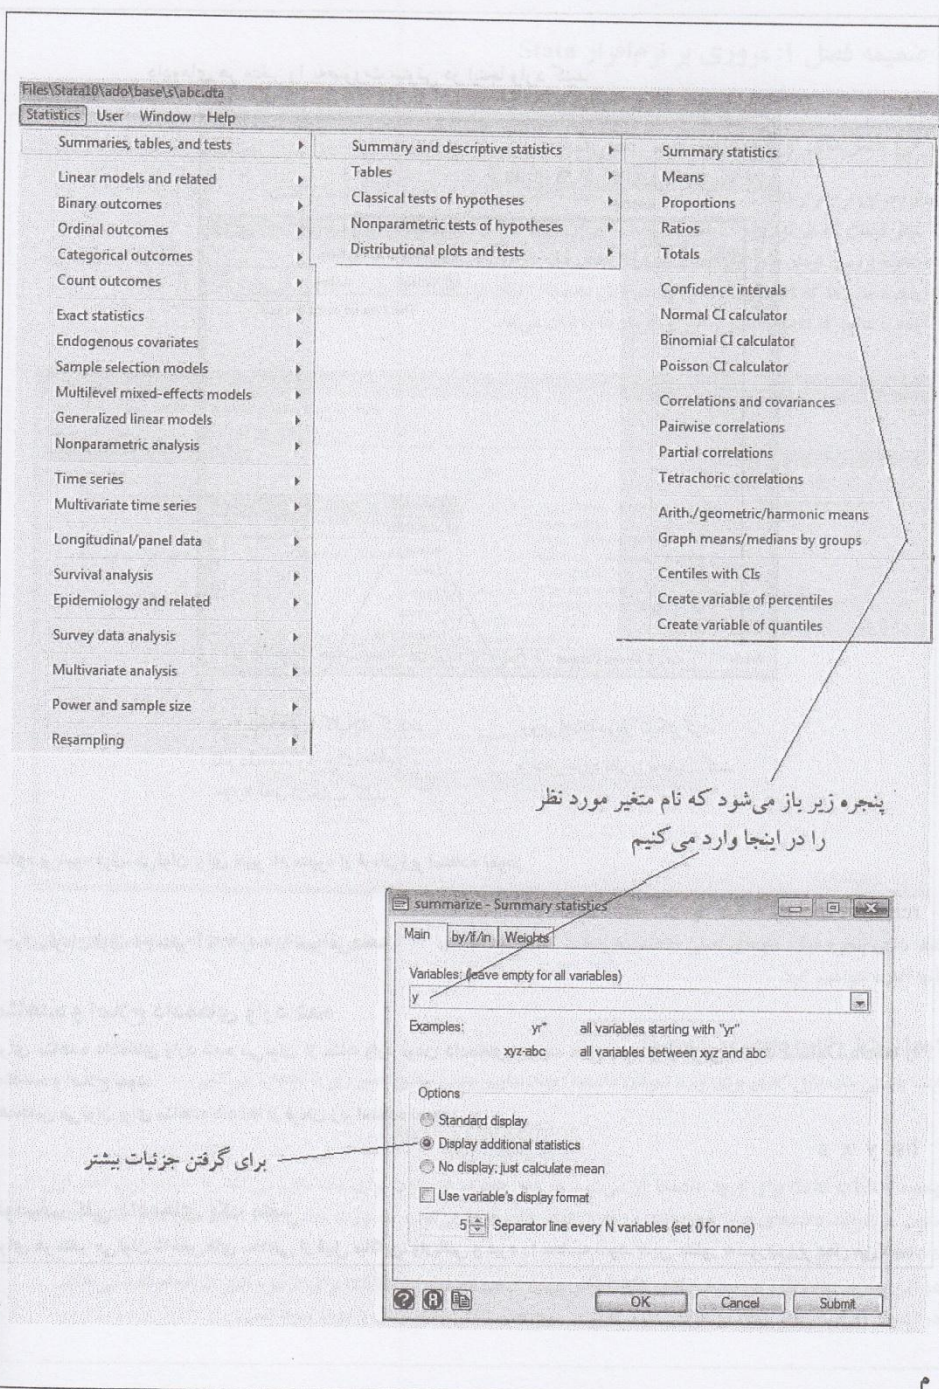 Files\Stata10\ado\base\s\abc.dta
Statistics User Window Help
Summaries, tables, and tests
Linear models and related
Binary outcomes
Ordinal outcomes
Categorical outcomes
Count outcomes
Exact statistics
Endogenous covariates
Sample selection models
Multilevel mixed-effects models
Generalized linear models
Nonparametric analysis
Time series
Multivariate time series
Longitudinal/panel data
Survival analysis
Epidemiology and related
Survey data analysis
Multivariate analysis
Power and sample size
Resampling
Summary and descriptive statistics
Tables
Classical tests of hypotheses
Nonparametric tests of hypotheses
Distributional plots and tests
Summary statistics
Means
Proportions
Ratios
Totals
Confidence intervals
Normal CI calculator
Binomial CI calculator
Poisson CI calculator
Correlations and covariances
Pairwise correlations
Partial correlations
Tetrachoric correlations
Arith./geometric/harmonic means
Graph means/medians by groups
Centiles with CIs
Create variable of percentiles
Create variable of quantiles
پنجره زیر باز می‌شود که نام متغیر مورد نظر
را در اینجا وارد می‌کنیم
summarize - Summary statistics
Main by/if/in Weights
Variables: (leave empty for all variables)
y
Examples: yr* all variables starting with "yr"
xyz-abc all variables between xyz and abc
Options
Standard display
Display additional statistics
برای گرفتن جزئیات بیشتر
No display; just calculate mean
Use variable's display format
5 Separator line every N variables (set 0 for none)
OK Cancel Submit
م